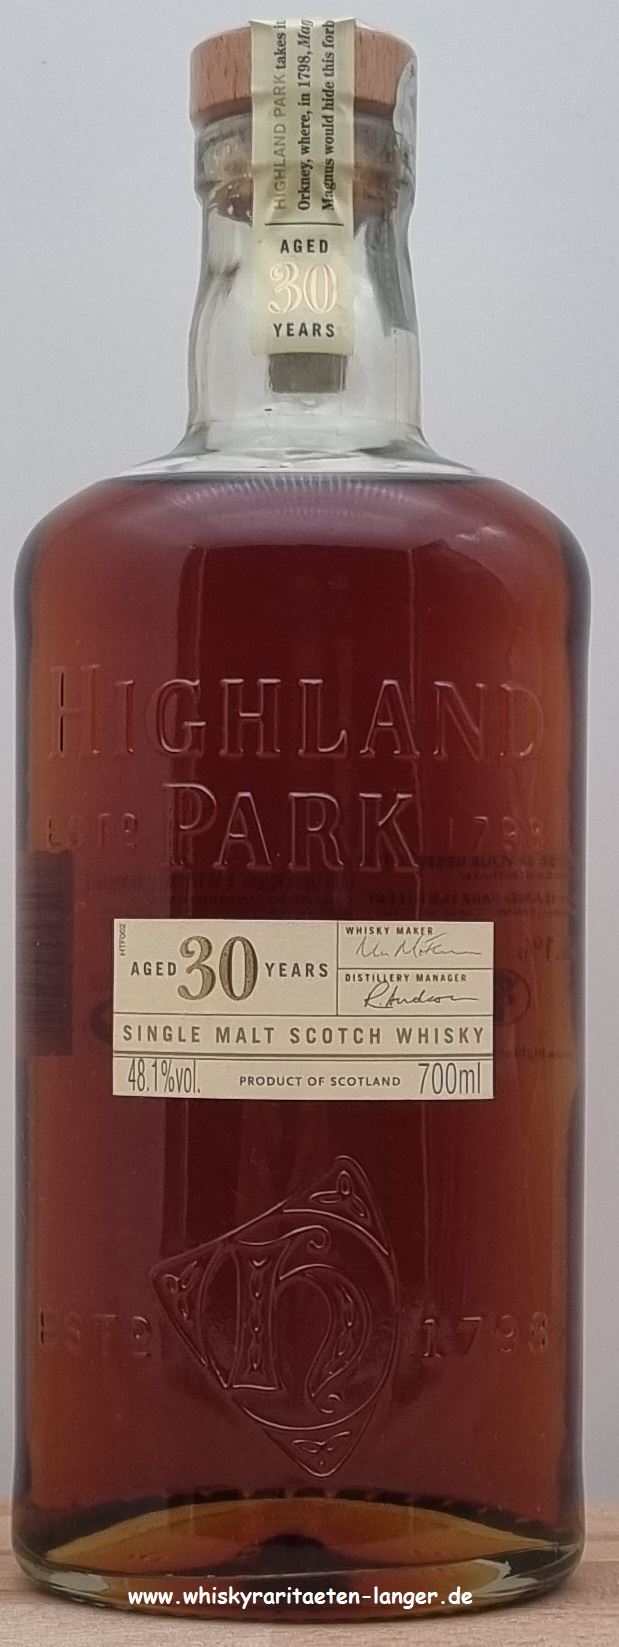 HIGHLAND PARK takes it
Orkney, where, in 1798, Mag
Magnus would hide this forb
AGED
30
YEARS
HIGHLAND
ESTD PARK 1798
HTF002
AGED 30 YEARS
WHISKY MAKER
DISTILLERY MANAGER
SINGLE MALT SCOTCH WHISKY
48.1%vol. PRODUCT OF SCOTLAND 700ml
H
ESTD 1798
www.whiskyraritaeten-langer.de